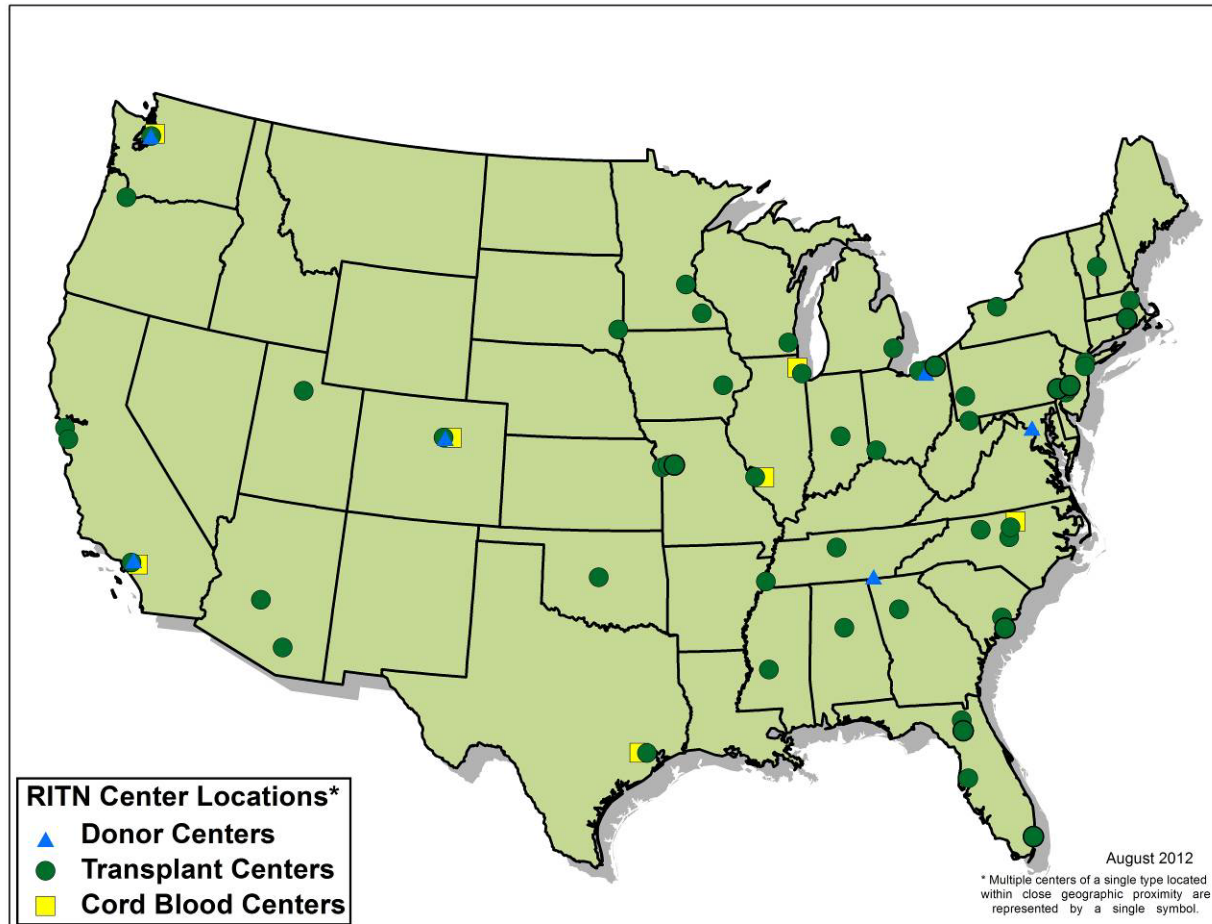 RITN Center Locations*
Donor Centers
Transplant Centers
Cord Blood Centers
August 2012
* Multiple centers of a single type located
within close geographic proximity are
represented by a single symbol.